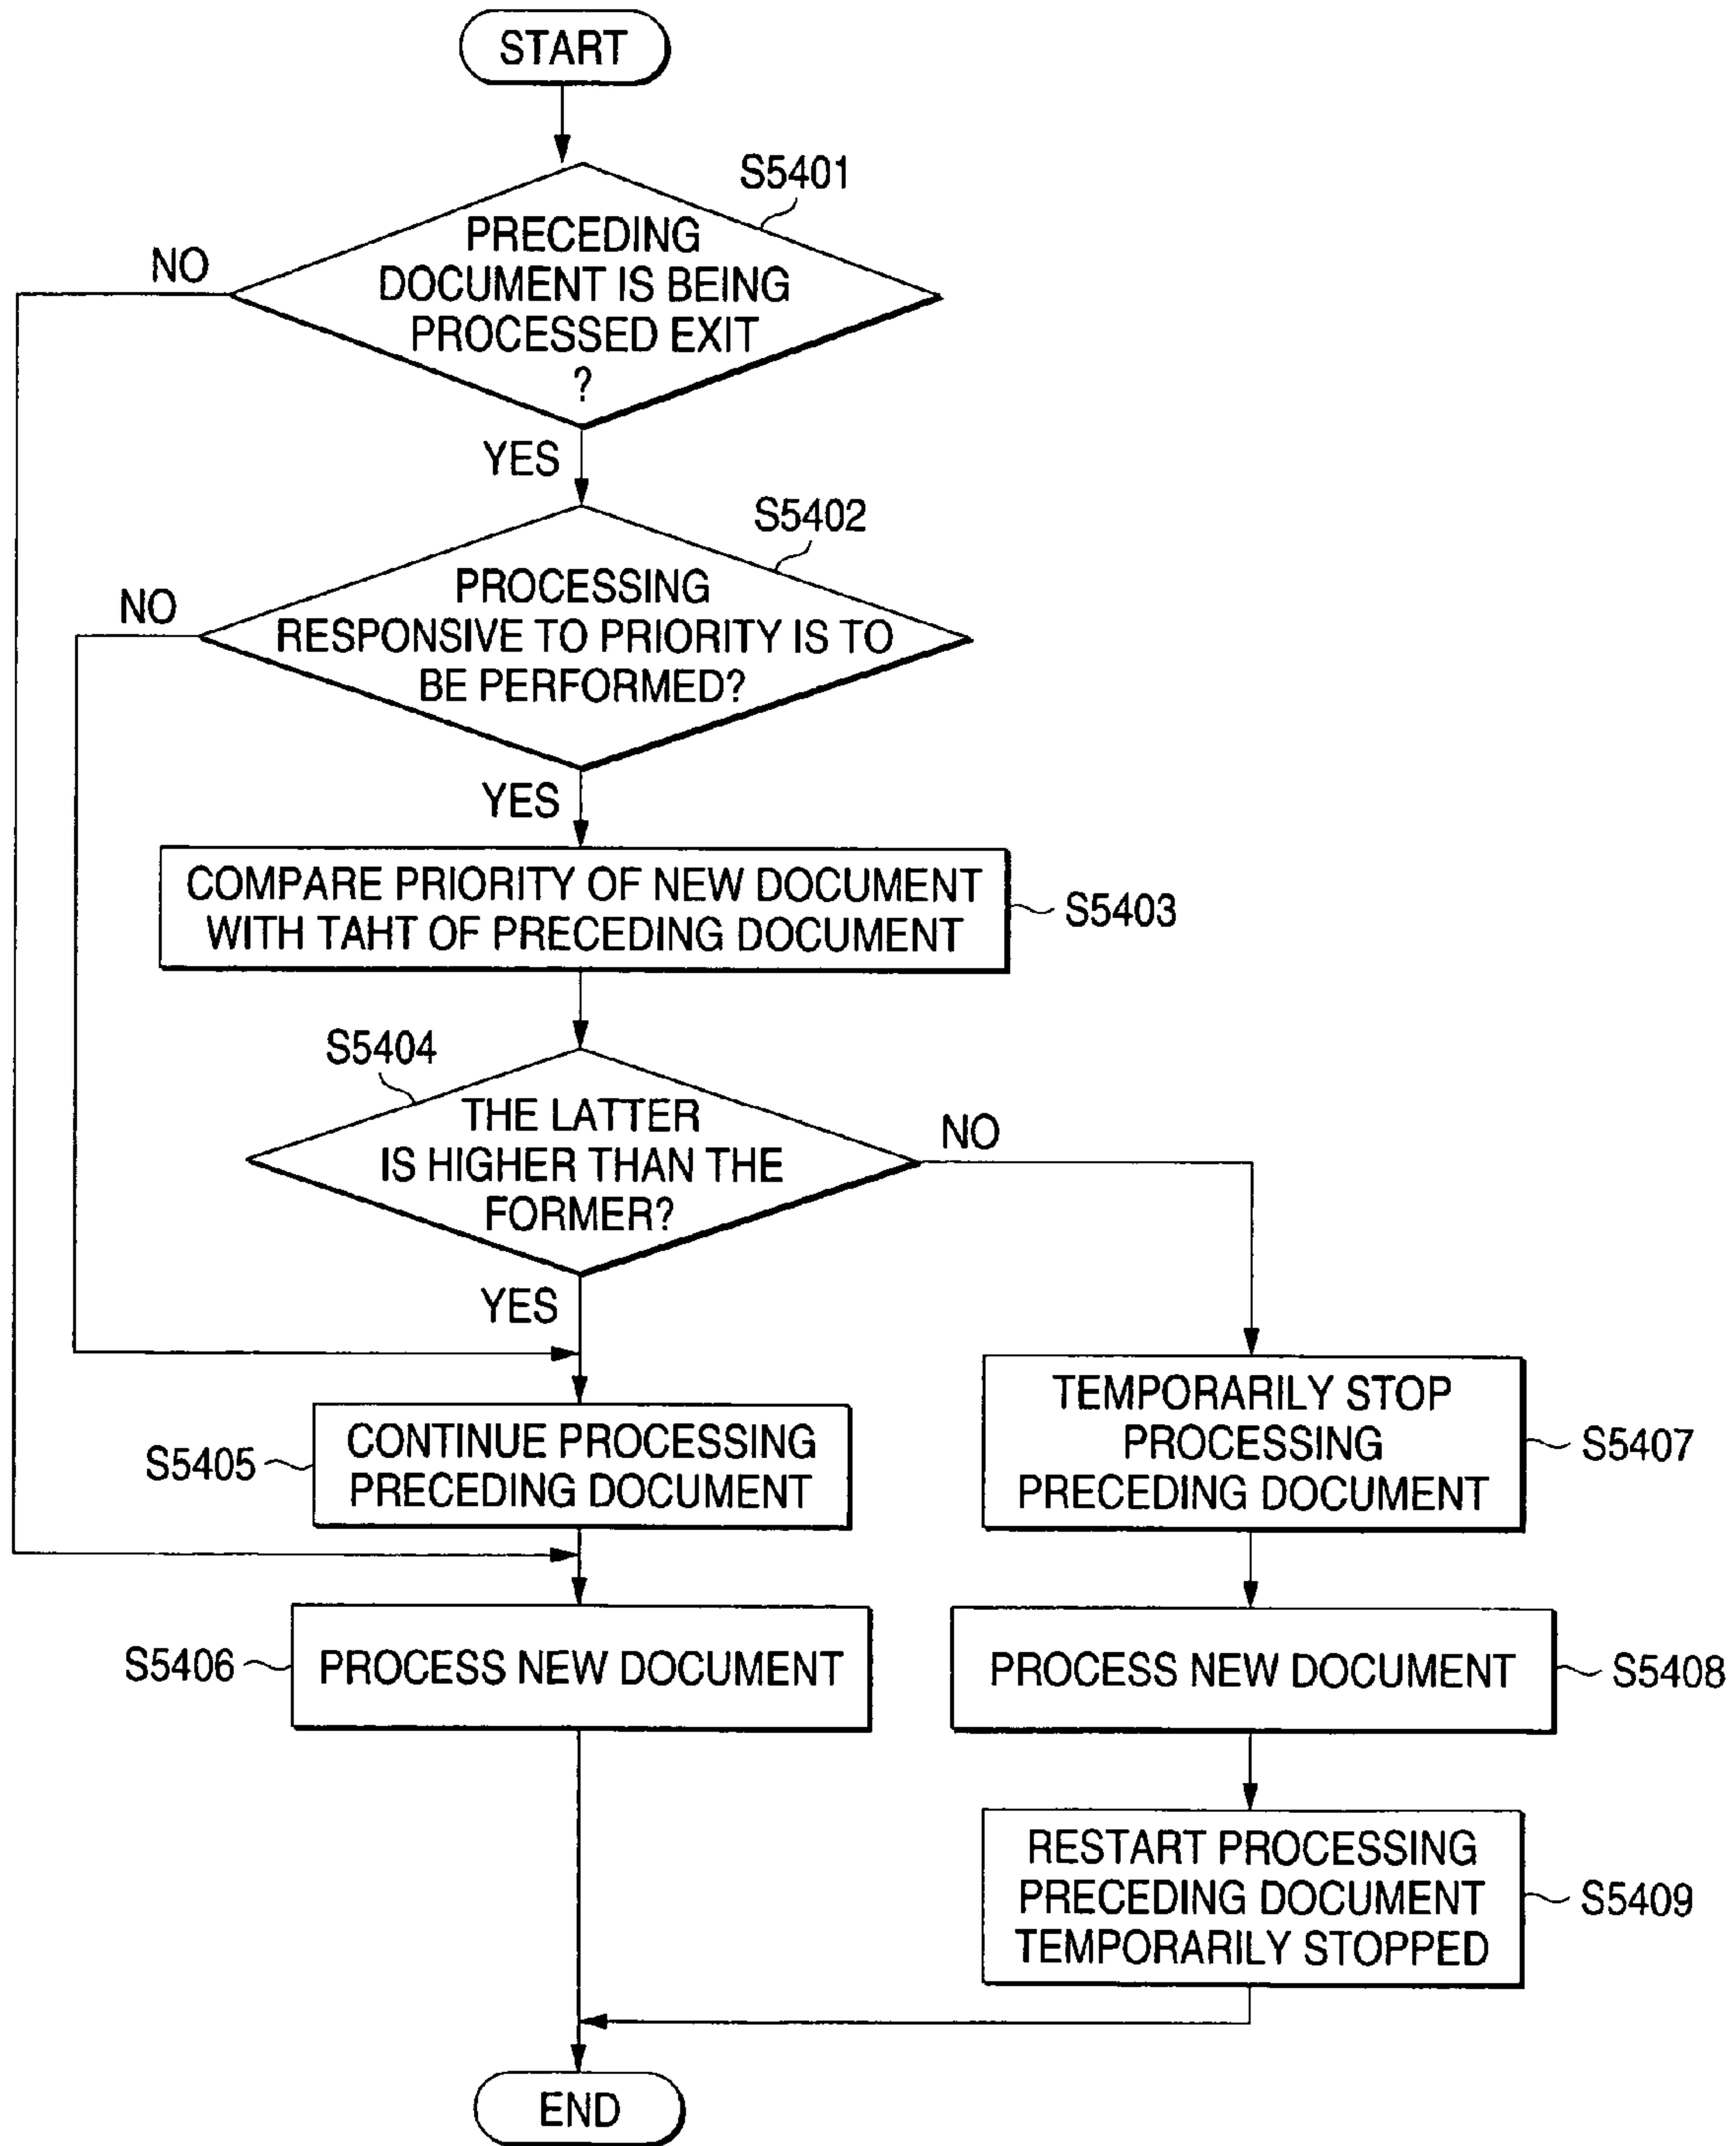 START
S5401
PRECEDING
DOCUMENT IS BEING
PROCESSED EXIT
?
NO
YES
S5402
PROCESSING
RESPONSIVE TO PRIORITY IS TO
BE PERFORMED?
NO
YES
COMPARE PRIORITY OF NEW DOCUMENT
WITH TAHT OF PRECEDING DOCUMENT
S5403
S5404
THE LATTER
IS HIGHER THAN THE
FORMER?
NO
YES
CONTINUE PROCESSING
PRECEDING DOCUMENT
S5405
TEMPORARILY STOP
PROCESSING
PRECEDING DOCUMENT
S5407
S5406
PROCESS NEW DOCUMENT
PROCESS NEW DOCUMENT
S5408
RESTART PROCESSING
PRECEDING DOCUMENT
TEMPORARILY STOPPED
S5409
END